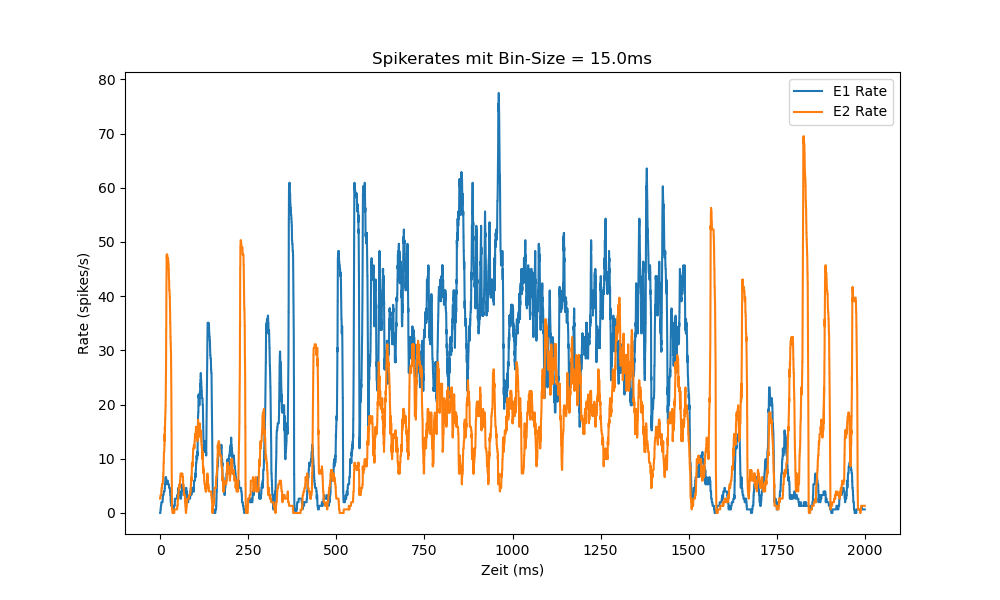 Spikerates mit Bin-Size = 15.0ms
E1 Rate
E2 Rate
Rate (spikes/s)
80
70
60
50
40
30
20
10
0
0 250 500 750 1000 1250 1500 1750 2000
Zeit (ms)